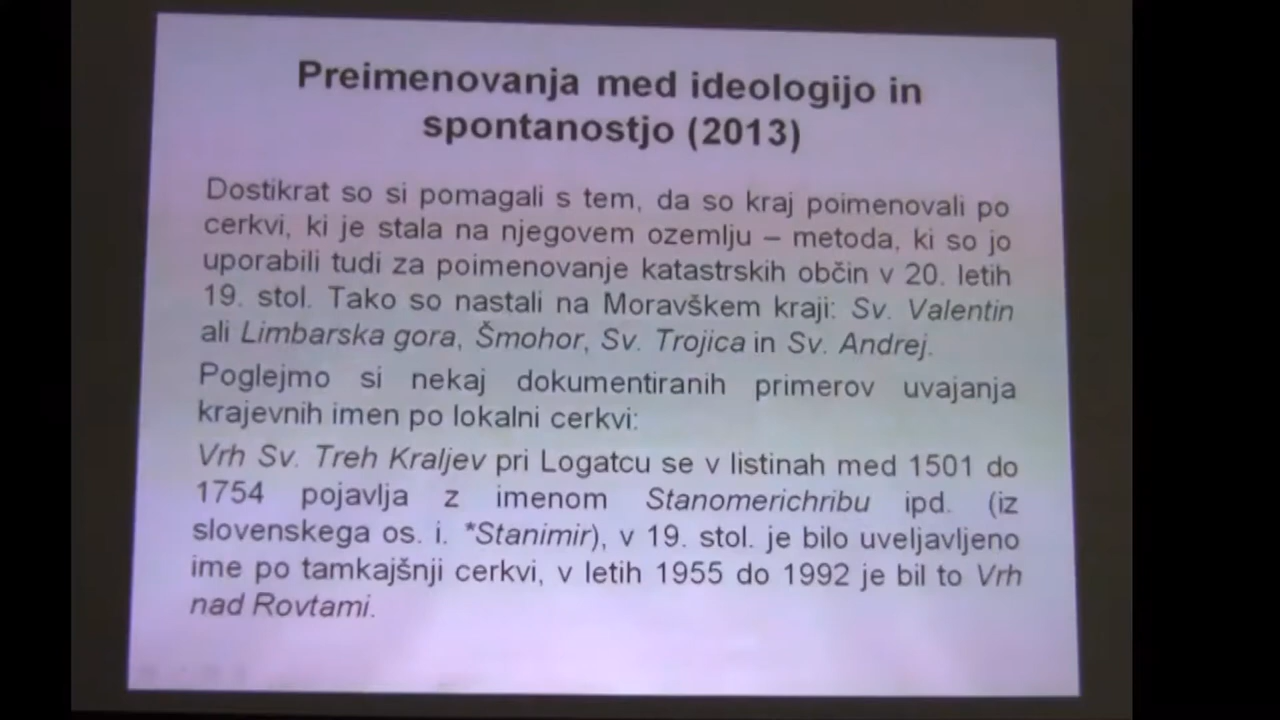 Preimenovanja med ideologijo in
spontanostjo (2013)
Dostikrat so si pomagali s tem, da so kraj poimenovali po
cerkvi, ki je stala na njegovem ozemlju – metoda, ki so jo
uporabili tudi za poimenovanje katastrskih občin v 20. letih
19. stol. Tako so nastali na Moravškem kraji: Sv. Valentin
ali Limbarska gora, Šmohor, Sv. Trojica in Sv. Andrej.
Poglejmo si nekaj dokumentiranih primerov uvajanja
krajevnih imen po lokalni cerkvi:
Vrh Sv. Treh Kraljev pri Logatcu se v listinah med 1501 do
1754 pojavlja z imenom Stanomerichribu ipd. (iz
slovenskega os. i. *Stanimir), v 19. stol. je bilo uveljavljeno
ime po tamkajšnji cerkvi, v letih 1955 do 1992 je bil to Vrh
nad Rovtami.